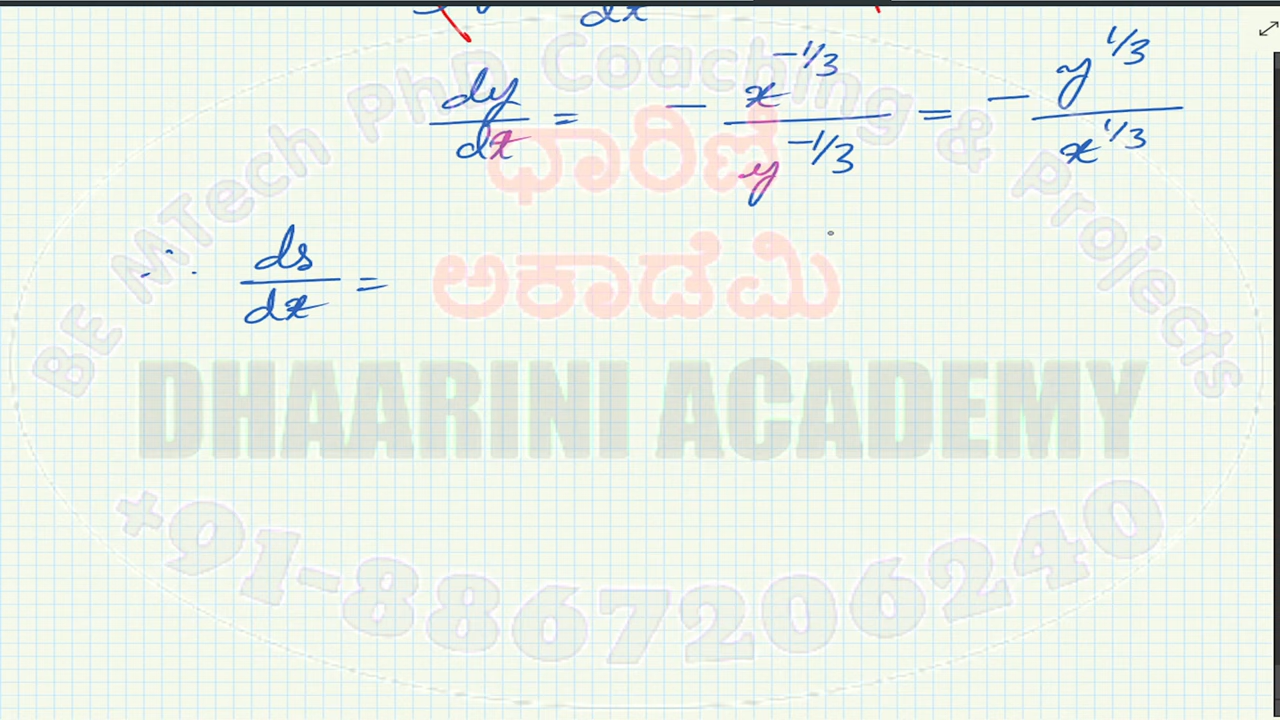 dx
dy/dx = - x^{-1/3} / y^{-1/3} = - y^{1/3} / x^{1/3}
∴ ds/dx =
BE MTech PhD Coaching & Projects
ಧಾರಿಣಿ
ಅಕಾಡೆಮಿ
DHAARINI ACADEMY
+91-8867206240